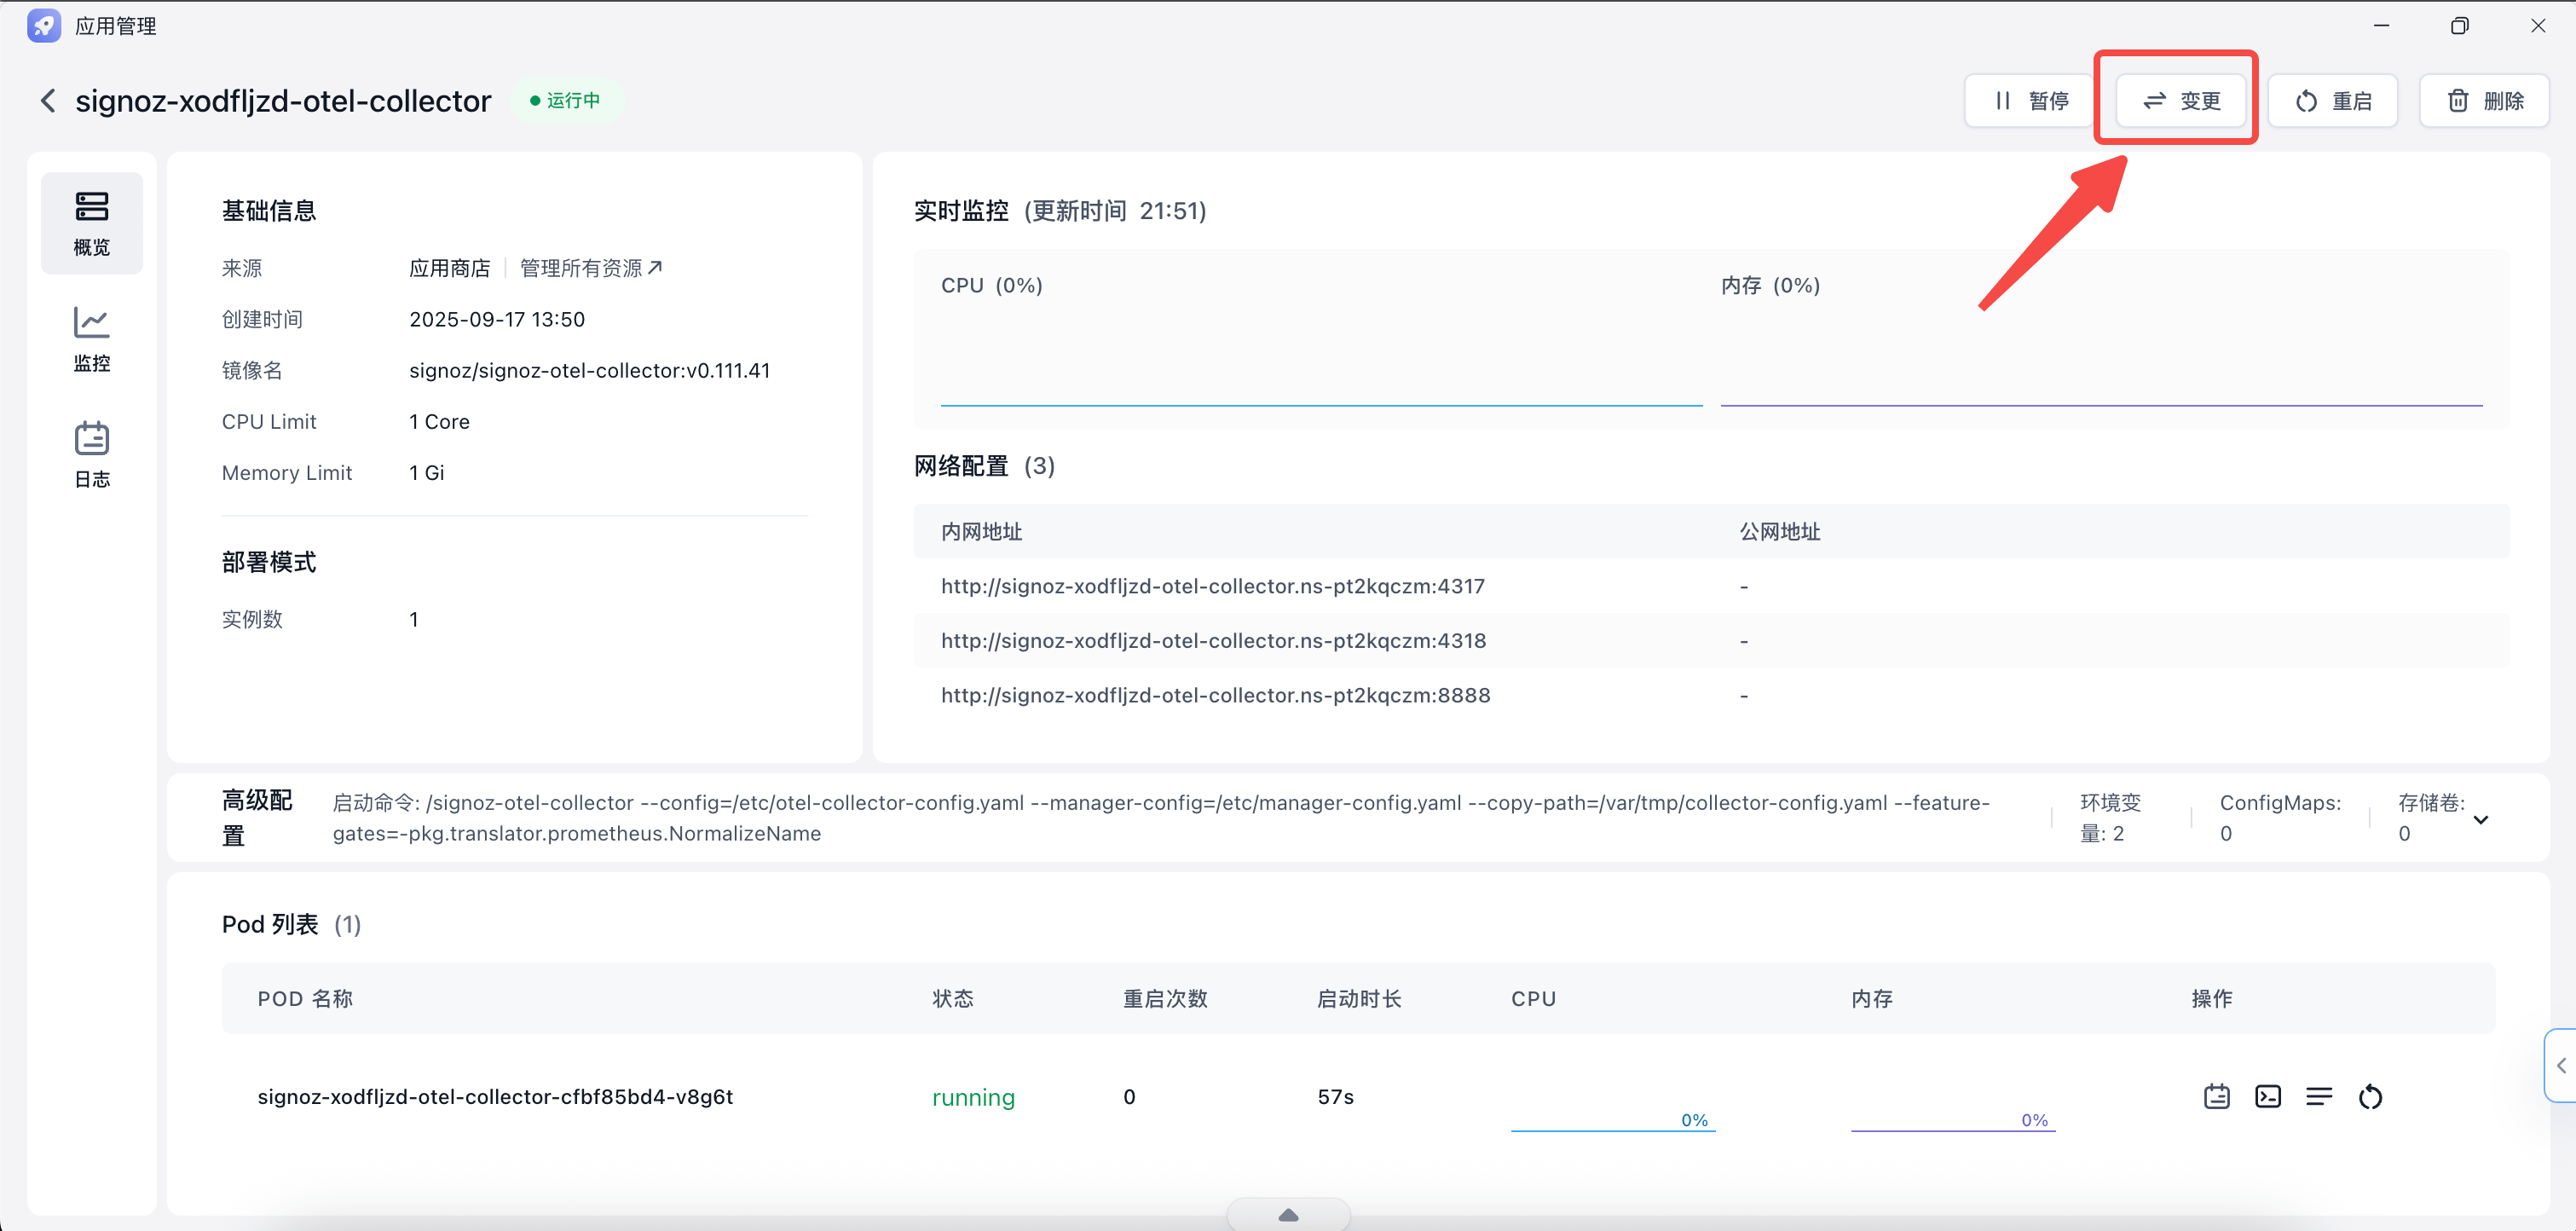 应用管理
signoz-xodfljzd-otel-collector
运行中
暂停
变更
重启
删除
概览
监控
日志
基础信息
来源 应用商店 管理所有资源
创建时间 2025-09-17 13:50
镜像名 signoz/signoz-otel-collector:v0.111.41
CPU Limit 1 Core
Memory Limit 1 Gi
部署模式
实例数 1
实时监控 (更新时间 21:51)
CPU (0%)
内存 (0%)
网络配置 (3)
内网地址 公网地址
http://signoz-xodfljzd-otel-collector.ns-pt2kqczm:4317 -
http://signoz-xodfljzd-otel-collector.ns-pt2kqczm:4318 -
http://signoz-xodfljzd-otel-collector.ns-pt2kqczm:8888 -
高级配
置
启动命令: /signoz-otel-collector --config=/etc/otel-collector-config.yaml --manager-config=/etc/manager-config.yaml --copy-path=/var/tmp/collector-config.yaml --feature-
gates=-pkg.translator.prometheus.NormalizeName
环境变
量: 2
ConfigMaps:
0
存储卷:
0
Pod 列表 (1)
POD 名称 状态 重启次数 启动时长 CPU 内存 操作
signoz-xodfljzd-otel-collector-cfbf85bd4-v8g6t running 0 57s 0% 0%